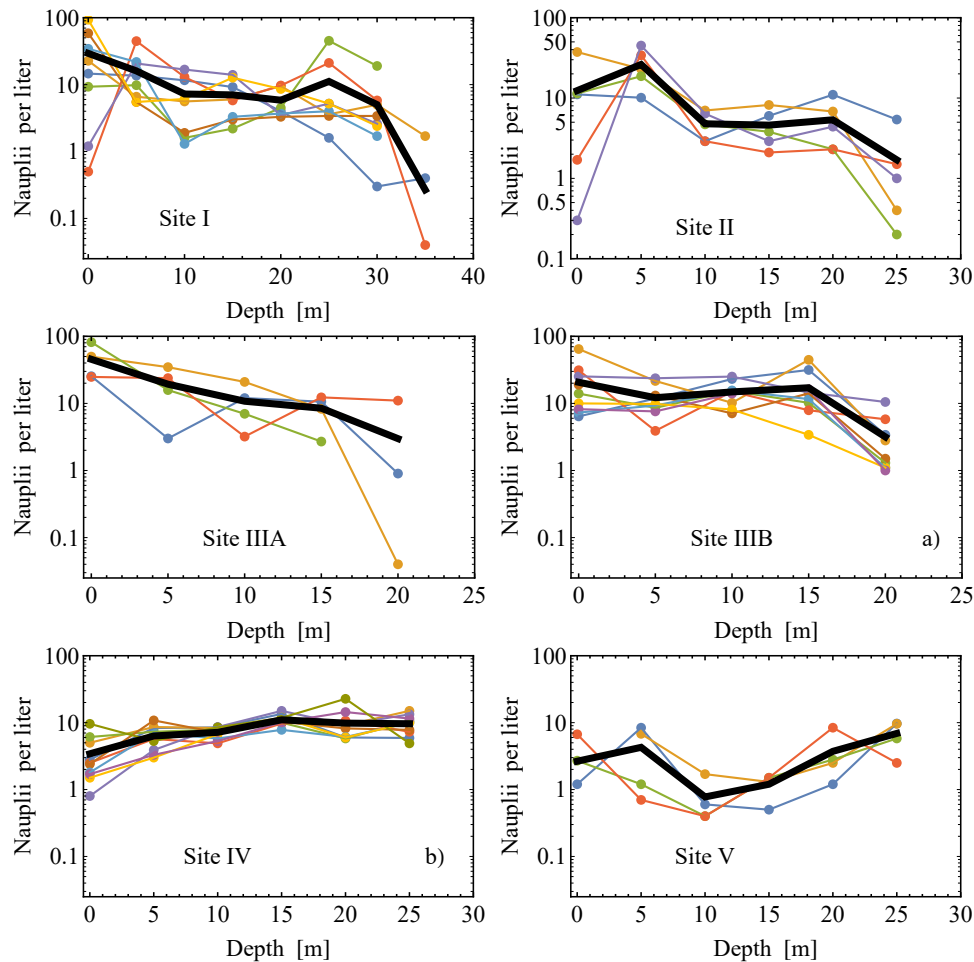 100
10
1
0.1
Nauplii per liter
Site I
0 10 20 30 40
Depth [m]
100
50
10
5
1
0.5
0.1
Nauplii per liter
Site II
0 5 10 15 20 25 30
Depth [m]
100
10
1
0.1
Nauplii per liter
Site IIIA
0 5 10 15 20 25
Depth [m]
100
10
1
0.1
Nauplii per liter
Site IIIB
a)
0 5 10 15 20 25
Depth [m]
100
10
1
0.1
Nauplii per liter
Site IV
b)
0 5 10 15 20 25 30
Depth [m]
100
10
1
0.1
Nauplii per liter
Site V
0 5 10 15 20 25 30
Depth [m]